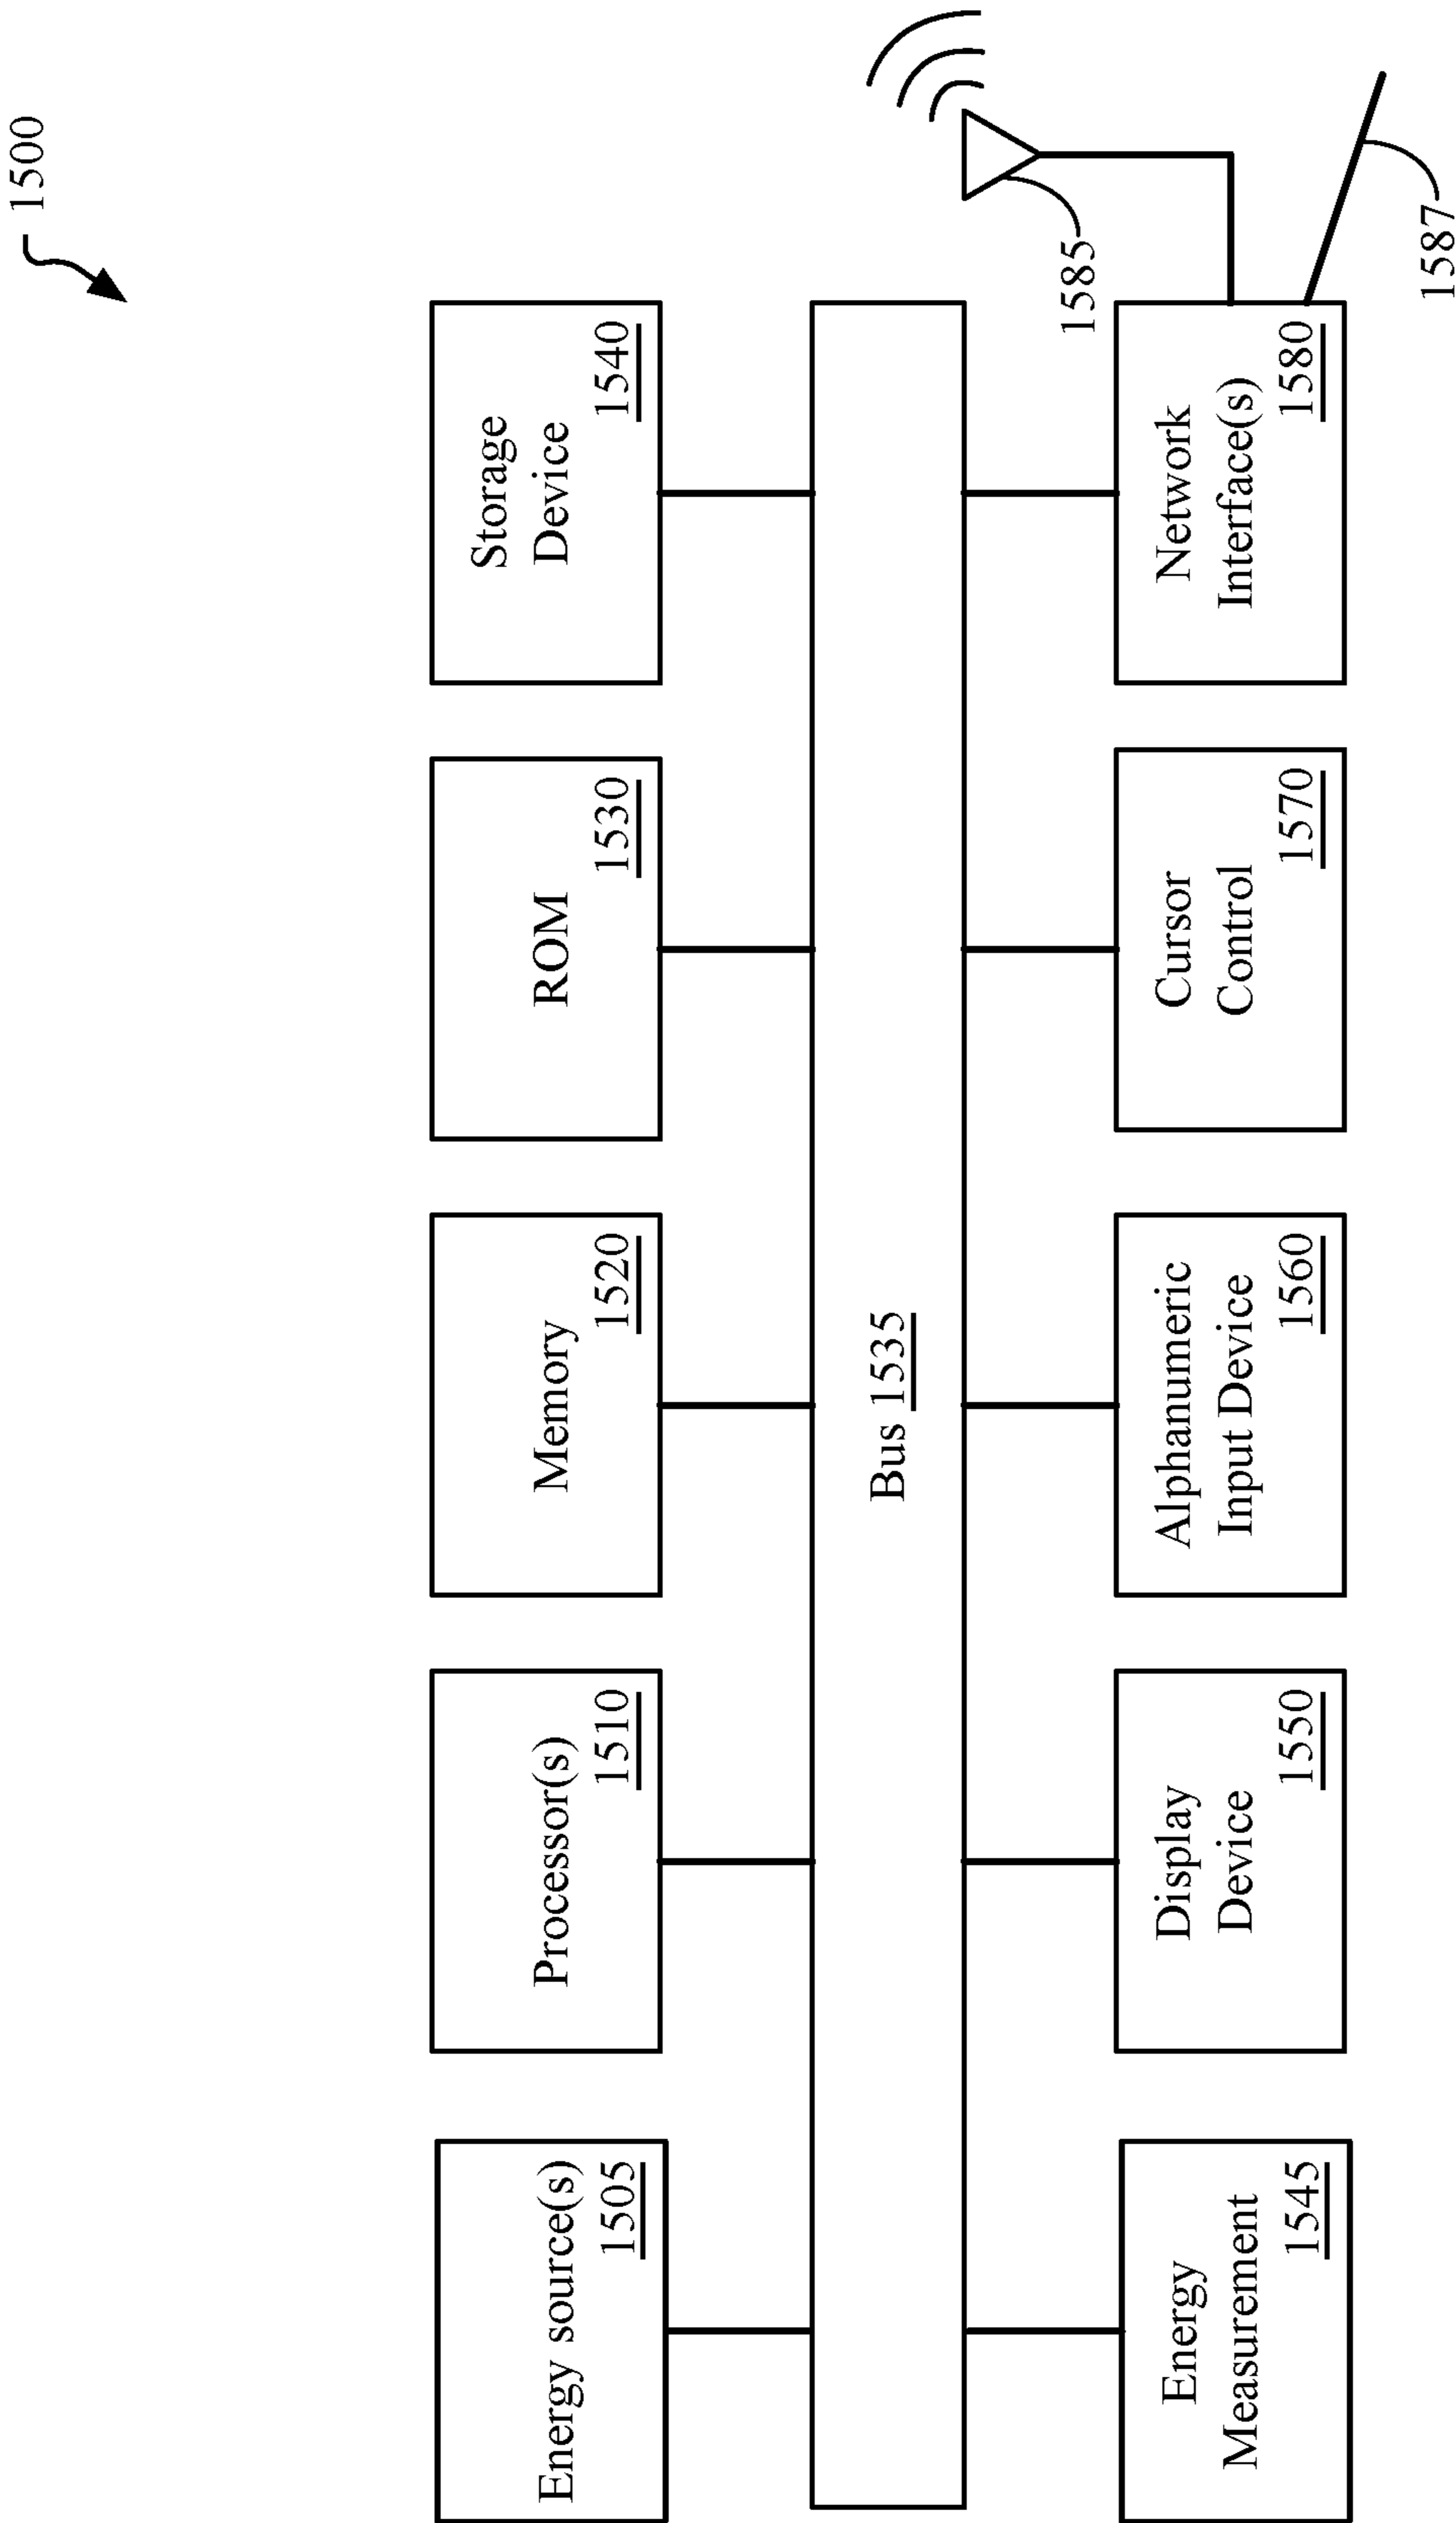 1500
Energy source(s)
1505
Processor(s)
1510
Memory
1520
ROM
1530
Storage
Device
1540
Bus 1535
1585
Energy
Measurement
1545
Display
Device
1550
Alphanumeric
Input Device
1560
Cursor
Control
1570
Network
Interface(s)
1580
1587